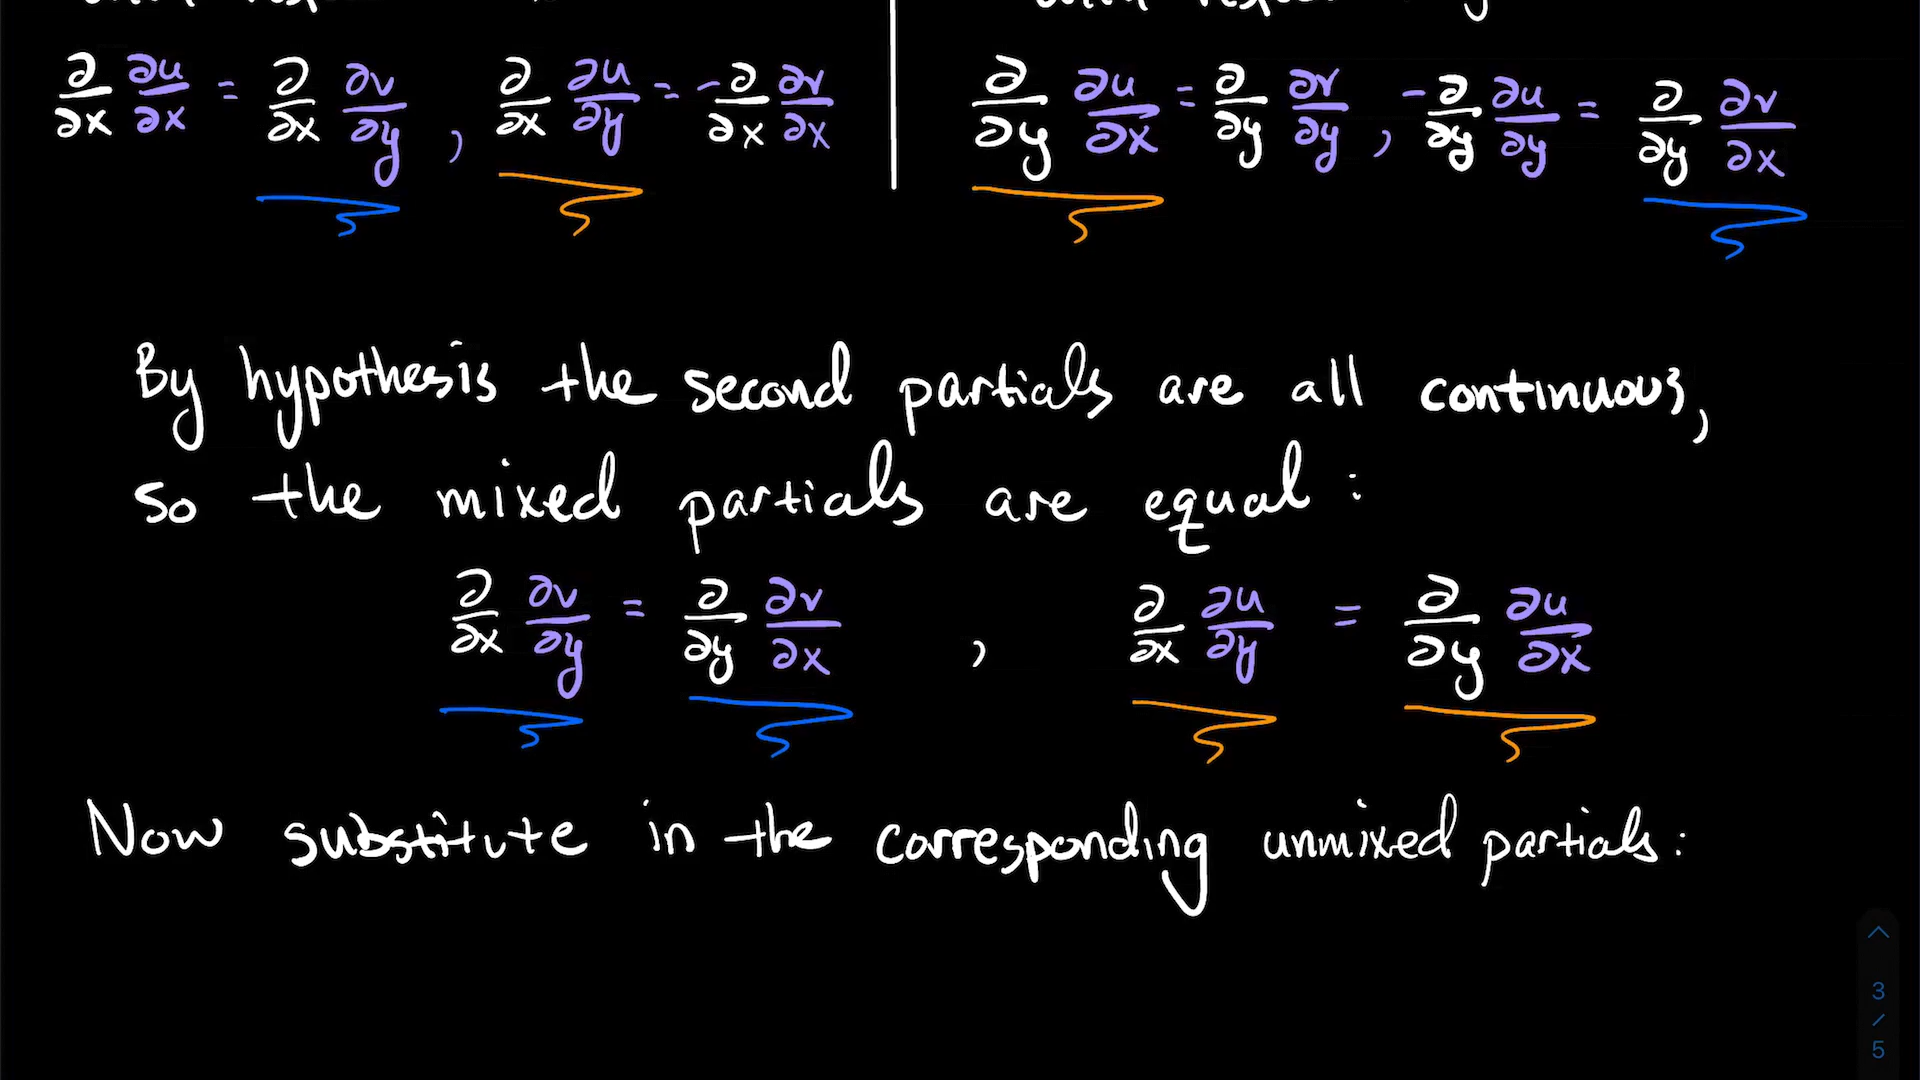 ∂/∂x ∂u/∂x = ∂/∂x ∂v/∂y , ∂/∂x ∂u/∂y = -∂/∂x ∂v/∂x
∂/∂y ∂u/∂x = ∂/∂y ∂v/∂y , -∂/∂y ∂u/∂y = ∂/∂y ∂v/∂x
By hypothesis the second partials are all continuous,
so the mixed partials are equal:
∂/∂x ∂v/∂y = ∂/∂y ∂v/∂x , ∂/∂x ∂u/∂y = ∂/∂y ∂u/∂x
Now substitute in the corresponding unmixed partials:
3
/
5